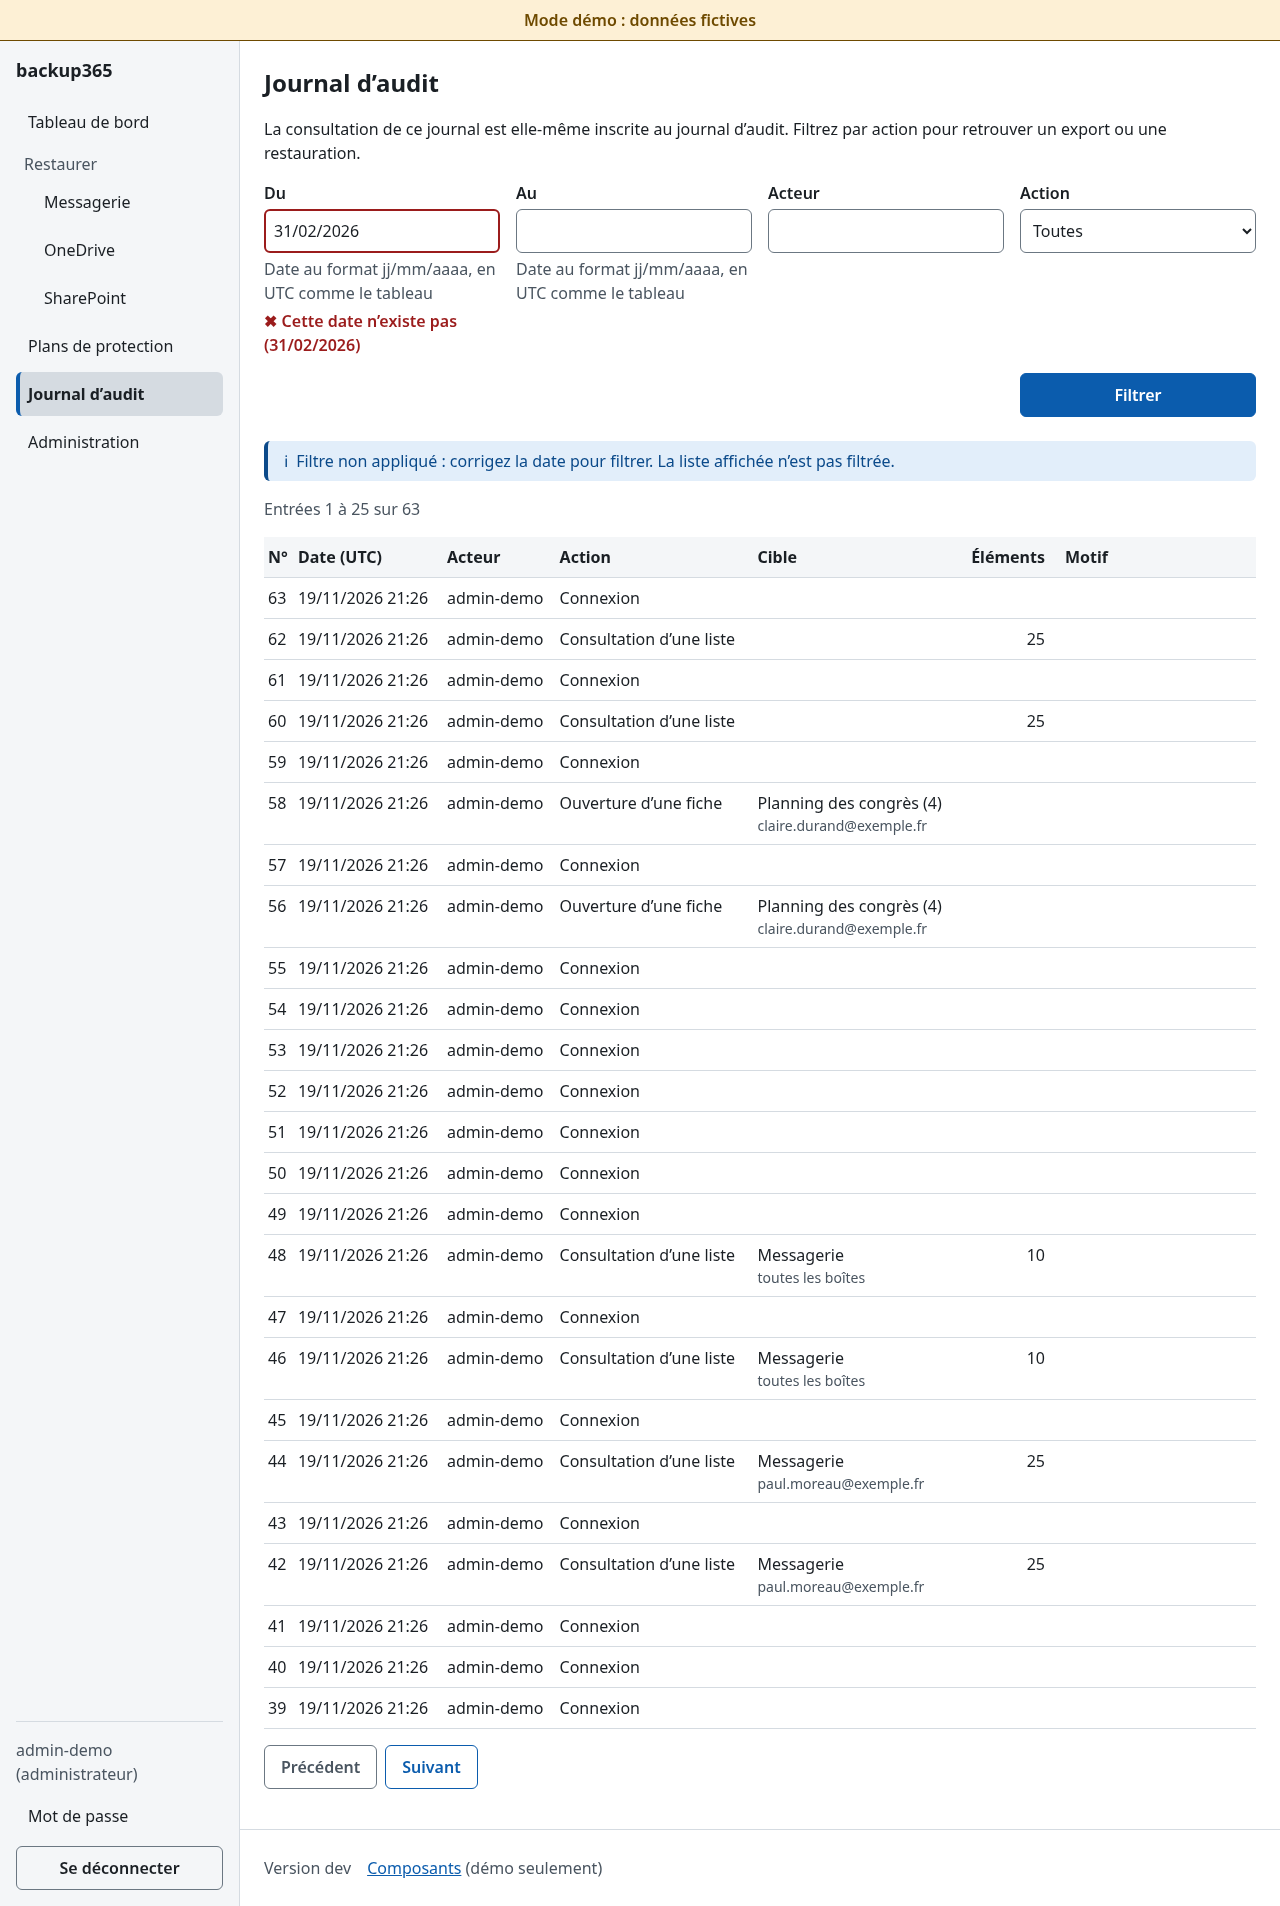 Mode démo : données fictives
backup365
Tableau de bord
Restaurer
Messagerie
OneDrive
SharePoint
Plans de protection
Journal d’audit
Administration
admin-demo
(administrateur)
Mot de passe
Se déconnecter
Journal d’audit
La consultation de ce journal est elle-même inscrite au journal d’audit. Filtrez par action pour retrouver un export ou une
restauration.
Du Au Acteur Action
31/02/2026 Toutes
Date au format jj/mm/aaaa, en Date au format jj/mm/aaaa, en
UTC comme le tableau UTC comme le tableau
✖ Cette date n’existe pas
(31/02/2026)
Filtrer
i Filtre non appliqué : corrigez la date pour filtrer. La liste affichée n’est pas filtrée.
Entrées 1 à 25 sur 63
N° Date (UTC) Acteur Action Cible Éléments Motif
63 19/11/2026 21:26 admin-demo Connexion
62 19/11/2026 21:26 admin-demo Consultation d’une liste 25
61 19/11/2026 21:26 admin-demo Connexion
60 19/11/2026 21:26 admin-demo Consultation d’une liste 25
59 19/11/2026 21:26 admin-demo Connexion
58 19/11/2026 21:26 admin-demo Ouverture d’une fiche Planning des congrès (4)
claire.durand@exemple.fr
57 19/11/2026 21:26 admin-demo Connexion
56 19/11/2026 21:26 admin-demo Ouverture d’une fiche Planning des congrès (4)
claire.durand@exemple.fr
55 19/11/2026 21:26 admin-demo Connexion
54 19/11/2026 21:26 admin-demo Connexion
53 19/11/2026 21:26 admin-demo Connexion
52 19/11/2026 21:26 admin-demo Connexion
51 19/11/2026 21:26 admin-demo Connexion
50 19/11/2026 21:26 admin-demo Connexion
49 19/11/2026 21:26 admin-demo Connexion
48 19/11/2026 21:26 admin-demo Consultation d’une liste Messagerie 10
toutes les boîtes
47 19/11/2026 21:26 admin-demo Connexion
46 19/11/2026 21:26 admin-demo Consultation d’une liste Messagerie 10
toutes les boîtes
45 19/11/2026 21:26 admin-demo Connexion
44 19/11/2026 21:26 admin-demo Consultation d’une liste Messagerie 25
paul.moreau@exemple.fr
43 19/11/2026 21:26 admin-demo Connexion
42 19/11/2026 21:26 admin-demo Consultation d’une liste Messagerie 25
paul.moreau@exemple.fr
41 19/11/2026 21:26 admin-demo Connexion
40 19/11/2026 21:26 admin-demo Connexion
39 19/11/2026 21:26 admin-demo Connexion
Précédent Suivant
Version dev Composants (démo seulement)